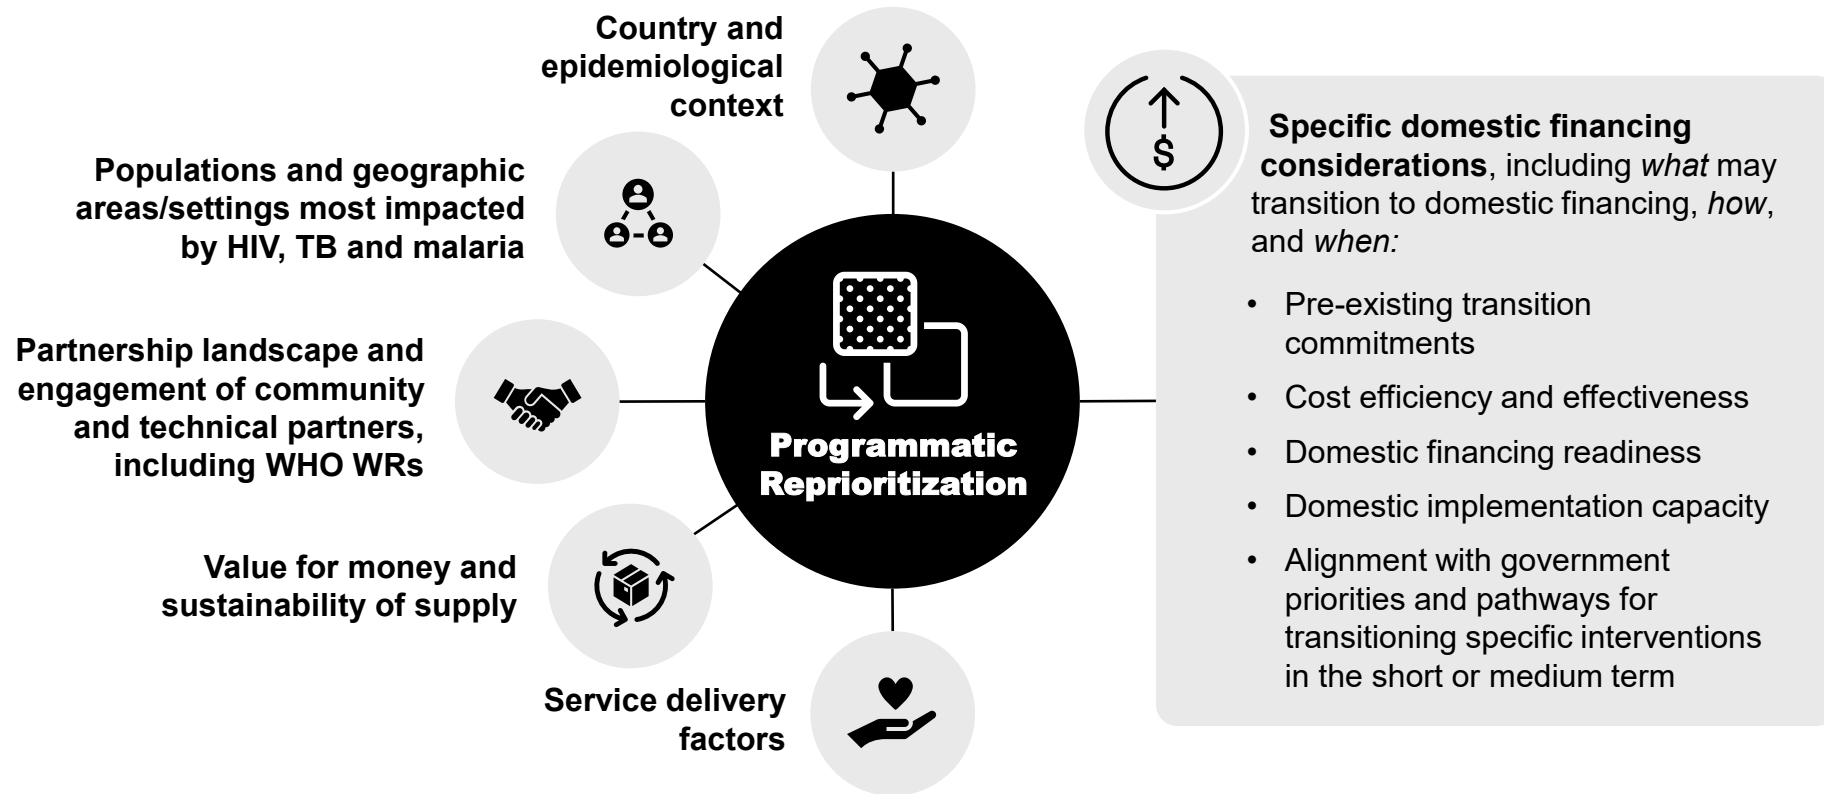 Country and
epidemiological
context
Populations and geographic
areas/settings most impacted
by HIV, TB and malaria
Partnership landscape and
engagement of community
and technical partners,
including WHO WRs
Value for money and
sustainability of supply
Service delivery
factors
Programmatic
Reprioritization
$
Specific domestic financing
considerations, including what may
transition to domestic financing, how,
and when:
• Pre-existing transition
commitments
• Cost efficiency and effectiveness
• Domestic financing readiness
• Domestic implementation capacity
• Alignment with government
priorities and pathways for
transitioning specific interventions
in the short or medium term